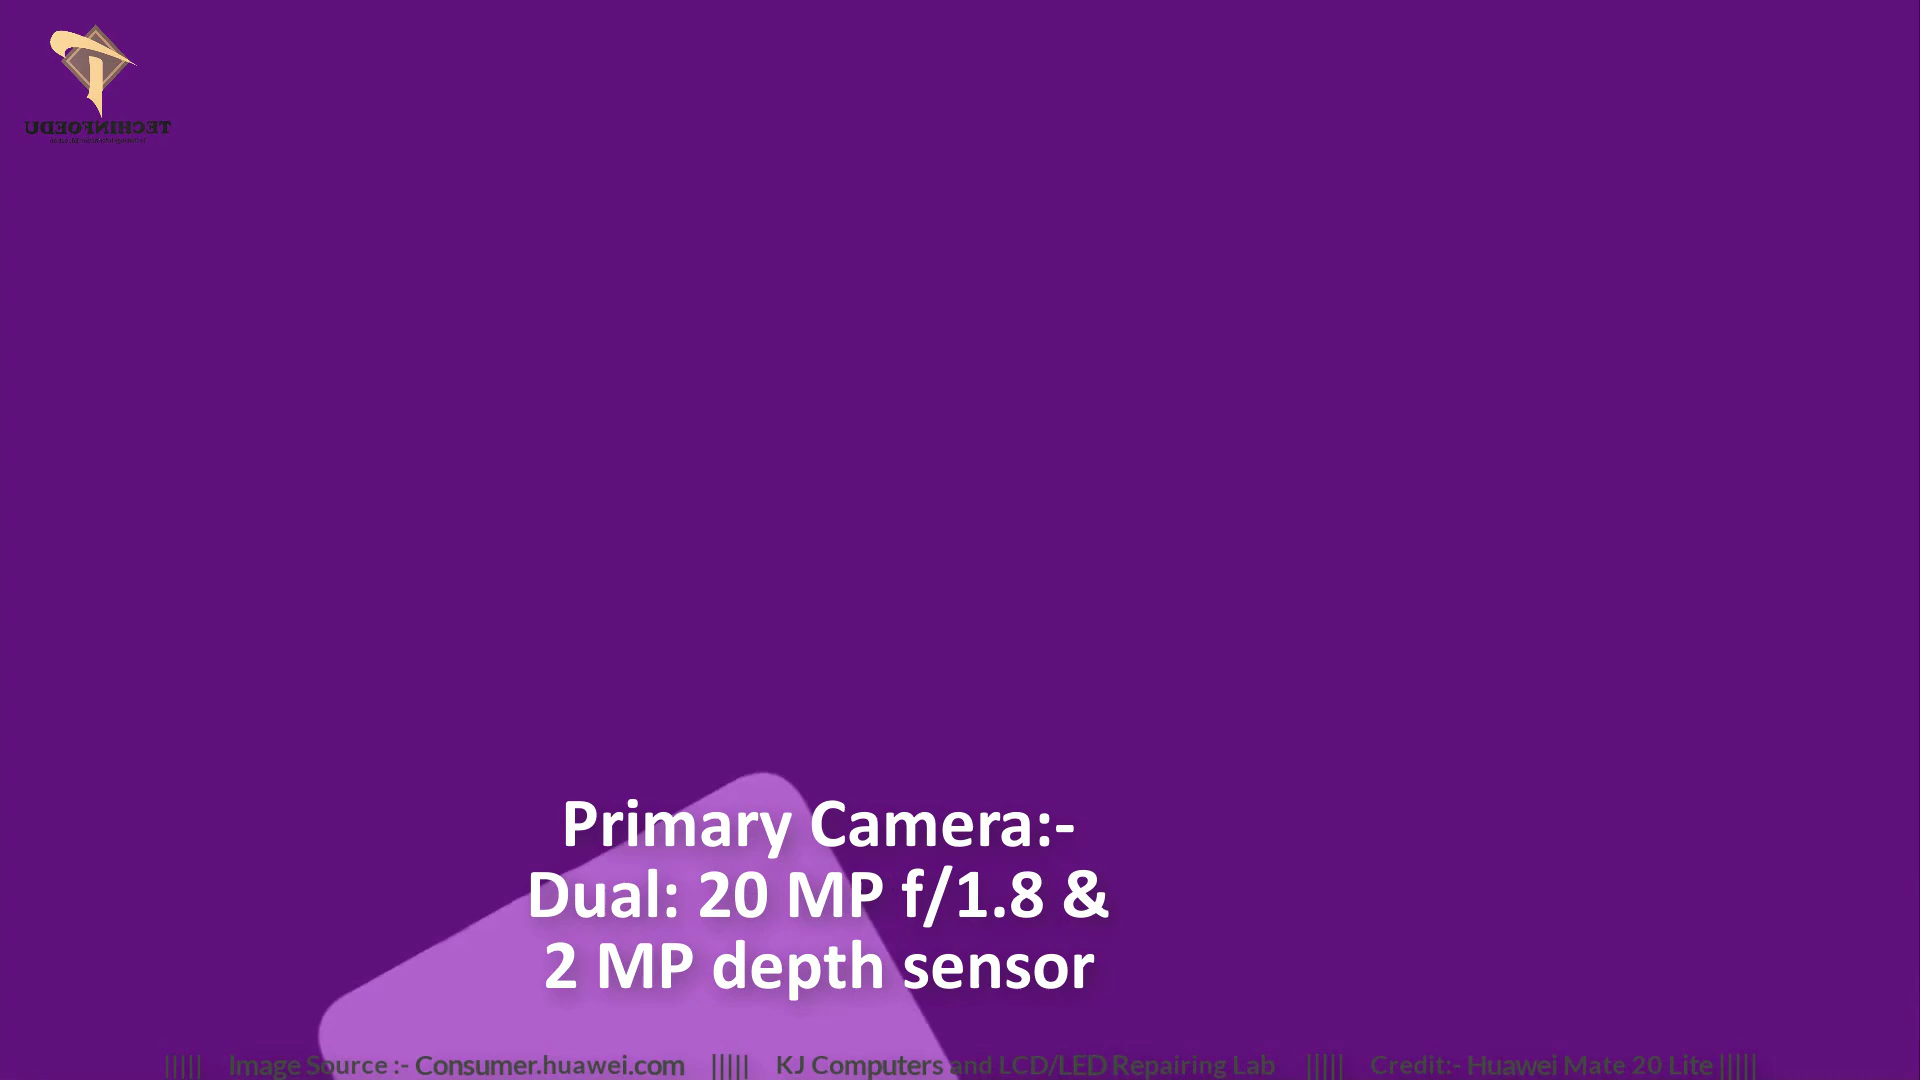 TECHINFOEDU
Primary Camera:-
Dual: 20 MP f/1.8 &
2 MP depth sensor
||||| Image Source :- Consumer.huawei.com ||||| KJ Computers and LCD/LED Repairing Lab ||||| Credit:- Huawei Mate 20 Lite |||||